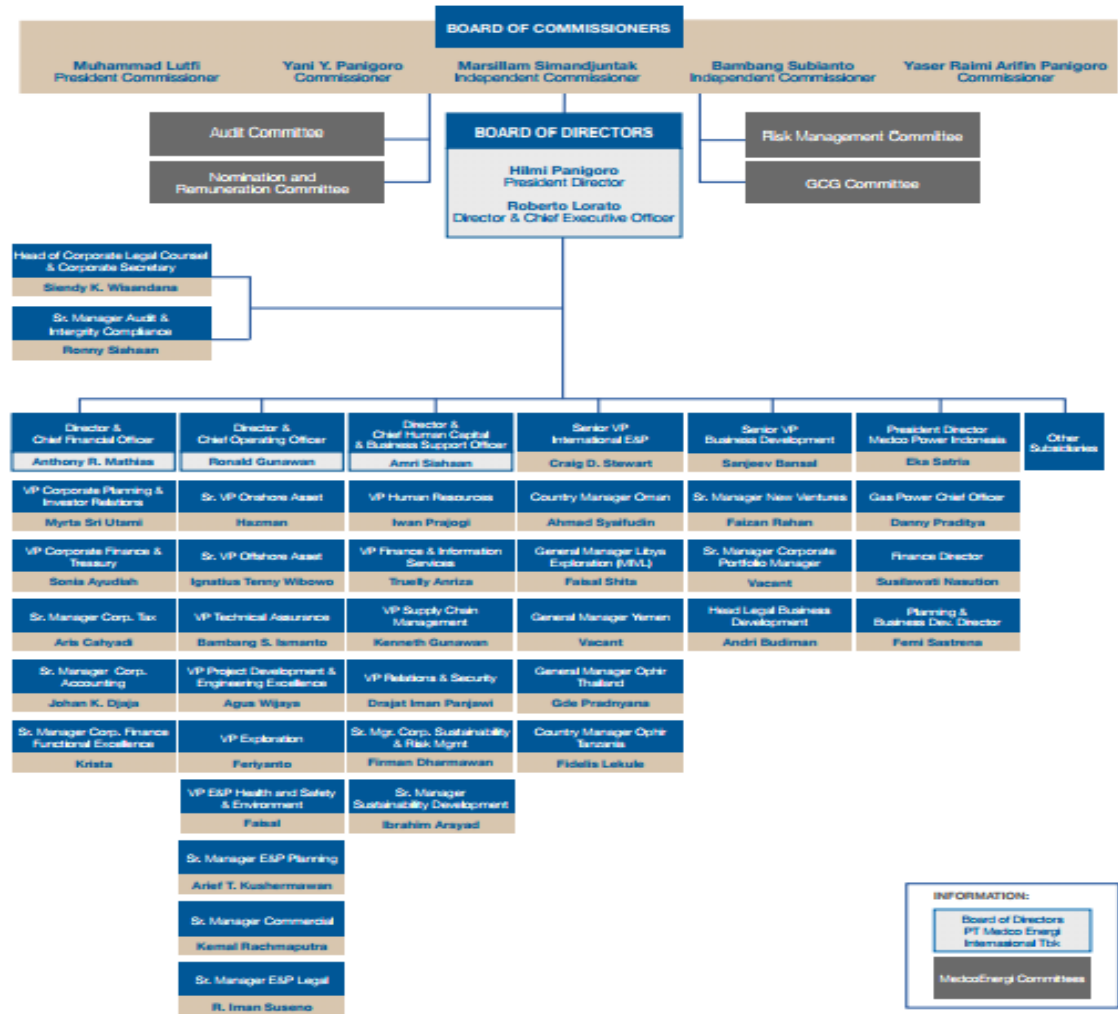 BOARD OF COMMISSIONERS
Muhammad Lutfi
President Commissioner
Yani Y. Panigoro
Commissioner
Marsillam Simandjuntak
Independent Commissioner
Bambang Subianto
Independent Commissioner
Yaser Raimi Arifin Panigoro
Commissioner
Audit Committee
Nomination and
Remuneration Committee
BOARD OF DIRECTORS
Hilmi Panigoro
President Director
Roberto Lorato
Director & Chief Executive Officer
Risk Management Committee
GCG Committee
Head of Corporate Legal Counsel
& Corporate Secretary
Siendy K. Wisandana
Sr. Manager Audit &
Intergrity Compliance
Ronny Siahaan
Director &
Chief Financial Officer
Anthony R. Mathias
VP Corporate Planning &
Investor Relations
Myrta Sri Utami
VP Corporate Finance &
Treasury
Sonia Ayudiah
Sr. Manager Corp. Tax
Aris Cahyadi
Sr. Manager Corp.
Accounting
Johan K. Djaja
Sr. Manager Corp. Finance
Functional Excellence
Krista
Director &
Chief Operating Officer
Ronald Gunawan
Sr. VP Onshore Asset
Hazman
Sr. VP Offshore Asset
Ignatius Tenny Wibowo
VP Technical Assurance
Bambang S. Ismanto
VP Project Development &
Engineering Excellence
Agus Wijaya
VP Exploration
Feriyanto
VP E&P Health and Safety
& Environment
Faisal
Sr. Manager E&P Planning
Arief T. Kushermawan
Sr. Manager Commercial
Kemal Rachmaputra
Sr. Manager E&P Legal
R. Iman Suseno
Director &
Chief Human Capital
& Business Support Officer
Amri Siahaan
VP Human Resources
Iwan Prajogi
VP Finance & Information
Services
Truelly Anriza
VP Supply Chain
Management
Kenneth Gunawan
VP Relations & Security
Drajat Iman Panjawi
Sr. Mgr. Corp. Sustainability
& Risk Mgmt
Firman Dharmawan
Sr. Manager
Sustainability Development
Ibrahim Arsyad
Senior VP
International E&P
Craig D. Stewart
Country Manager Oman
Ahmad Syaifudin
General Manager Libya
Exploration (MIVL)
Faisal Shita
General Manager Yemen
Vacant
General Manager Ophir
Thailand
Gde Pradnyana
Country Manager Ophir
Tanzania
Fidelis Lekule
Senior VP
Business Development
Sanjeev Bansal
Sr. Manager New Ventures
Faizan Rahan
Sr. Manager Corporate
Portfolio Manager
Vacant
Head Legal Business
Development
Andri Budiman
President Director
Medco Power Indonesia
Eka Satria
Gas Power Chief Officer
Danny Praditya
Finance Director
Susilawati Nasution
Planning &
Business Dev. Director
Femi Sastrena
Other
Subsidiaries
INFORMATION:
Board of Directors
PT Medco Energi
Internasional Tbk
MedcoEnergi Committees